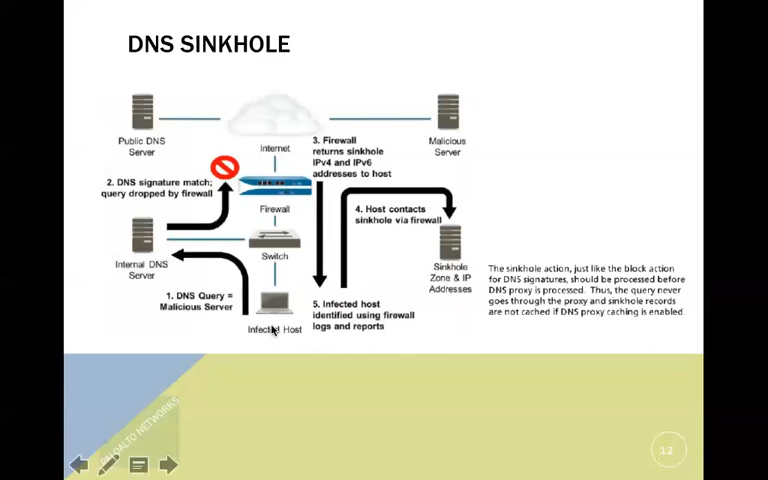 DNS SINKHOLE
Public DNS
Server
Internet
3. Firewall
returns sinkhole
IPv4 and IPv6
addresses to host
Malicious
Server
2. DNS signature match;
query dropped by firewall
Firewall
4. Host contacts
sinkhole via firewall
Internal DNS
Server
Switch
Sinkhole
Zone & IP
Addresses
1. DNS Query =
Malicious Server
Infected Host
5. Infected host
identified using firewall
logs and reports
The sinkhole action, just like the block action
for DNS signatures, should be processed before
DNS proxy is processed. Thus, the query never
goes through the proxy and sinkhole records
are not cached if DNS proxy caching is enabled.
PALOALTO NETWORKS
12